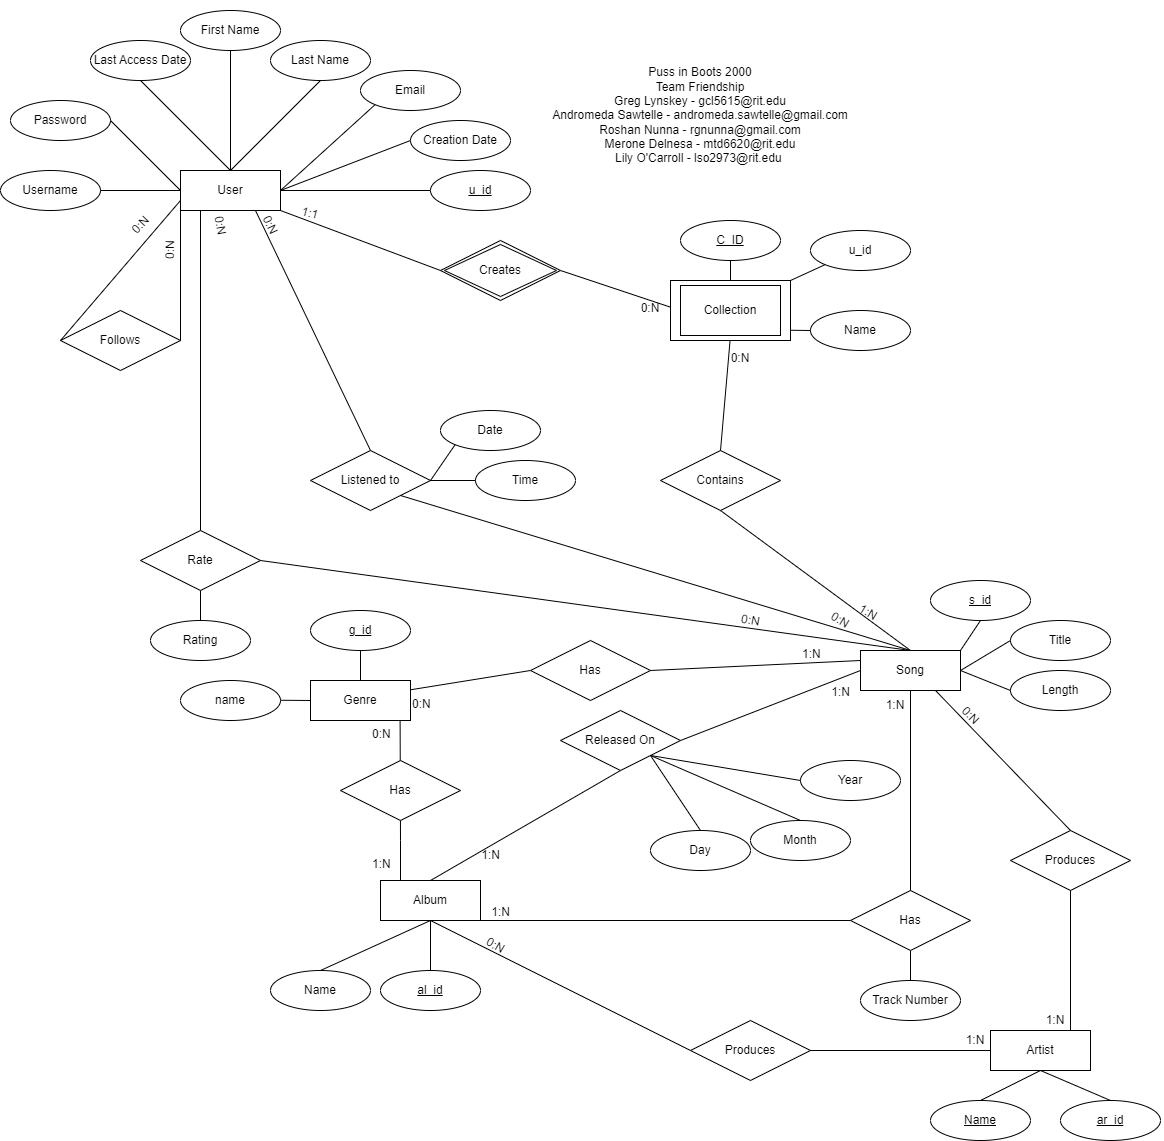 First Name
Last Access Date
Last Name
Email
Password
Creation Date
Username
User
u_id
Puss in Boots 2000
Team Friendship
Greg Lynskey - gcl5615@rit.edu
Andromeda Sawtelle - andromeda.sawtelle@gmail.com
Roshan Nunna - rgnunna@gmail.com
Merone Delnesa - mtd6620@rit.edu
Lily O'Carroll - lso2973@rit.edu
0:N
0:N
0:N
0:N
1:1
Creates
C_ID
u_id
0:N
Collection
Name
Follows
0:N
Date
Listened to
Time
Contains
Rate
Rating
0:N
0:N
1:N
s_id
Title
Length
g_id
name
Genre
0:N
Has
1:N
Song
1:N
1:N
0:N
0:N
Released On
Year
Month
Day
Has
1:N
1:N
Album
1:N
Has
Track Number
Produces
Name
al_id
0:N
Produces
1:N
1:N
Artist
Name
ar_id